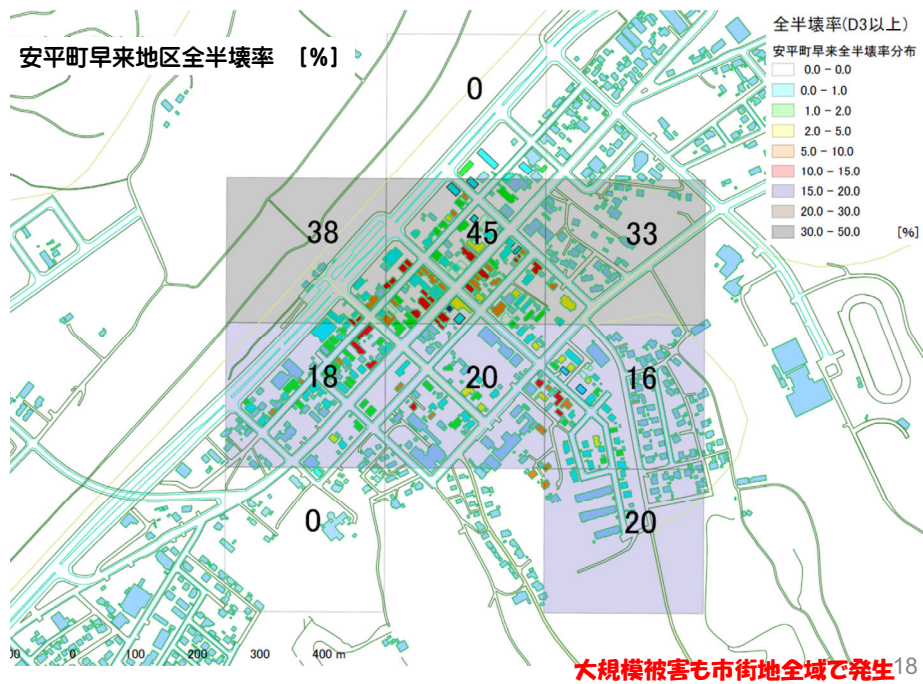 安平町早来地区全半壊率 [%]
全半壊率(D3以上)
安平町早来全半壊率分布
0.0 - 0.0
0.0 - 1.0
1.0 - 2.0
2.0 - 5.0
5.0 - 10.0
10.0 - 15.0
15.0 - 20.0
20.0 - 30.0
30.0 - 50.0 [%]
0
38 45 33
18 20 16
0 20
00 0 100 200 300 400 m
大規模被害も市街地全域で発生
18